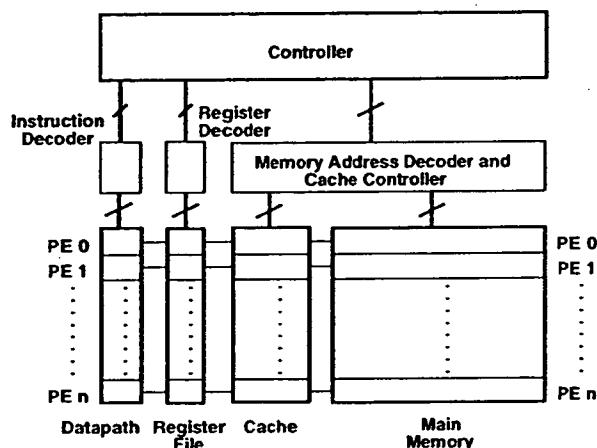 Controller
Instruction
Decoder
Register
Decoder
Memory Address Decoder and
Cache Controller
PE 0
PE 0
PE 1
PE 1
PE n
PE n
Datapath
Register
File
Cache
Main
Memory